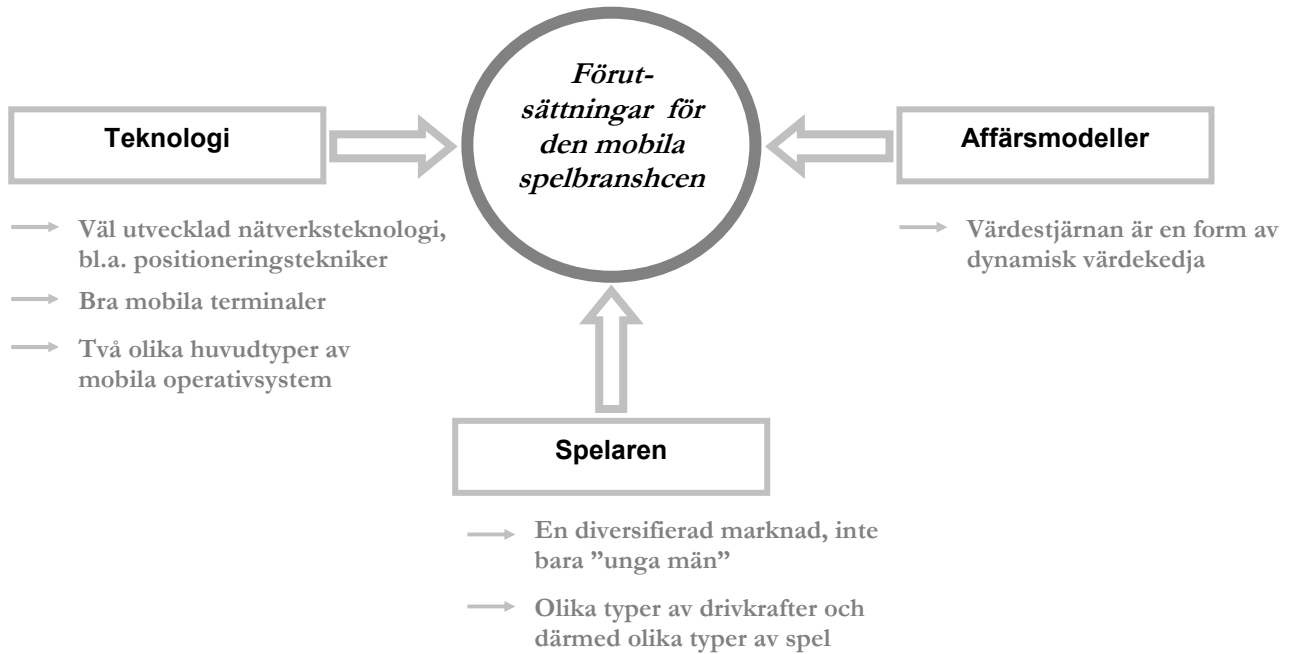 Förut-
sättningar för
den mobila
spelbranshcen
Teknologi
Väl utvecklad nätverksteknologi,
bl.a. positioneringstekniker
Bra mobila terminaler
Två olika huvudtyper av
mobila operativsystem
Affärsmodeller
Värdestjärnan är en form av
dynamisk värdekedja
Spelaren
En diversifierad marknad, inte
bara ”unga män”
Olika typer av drivkrafter och
därmed olika typer av spel